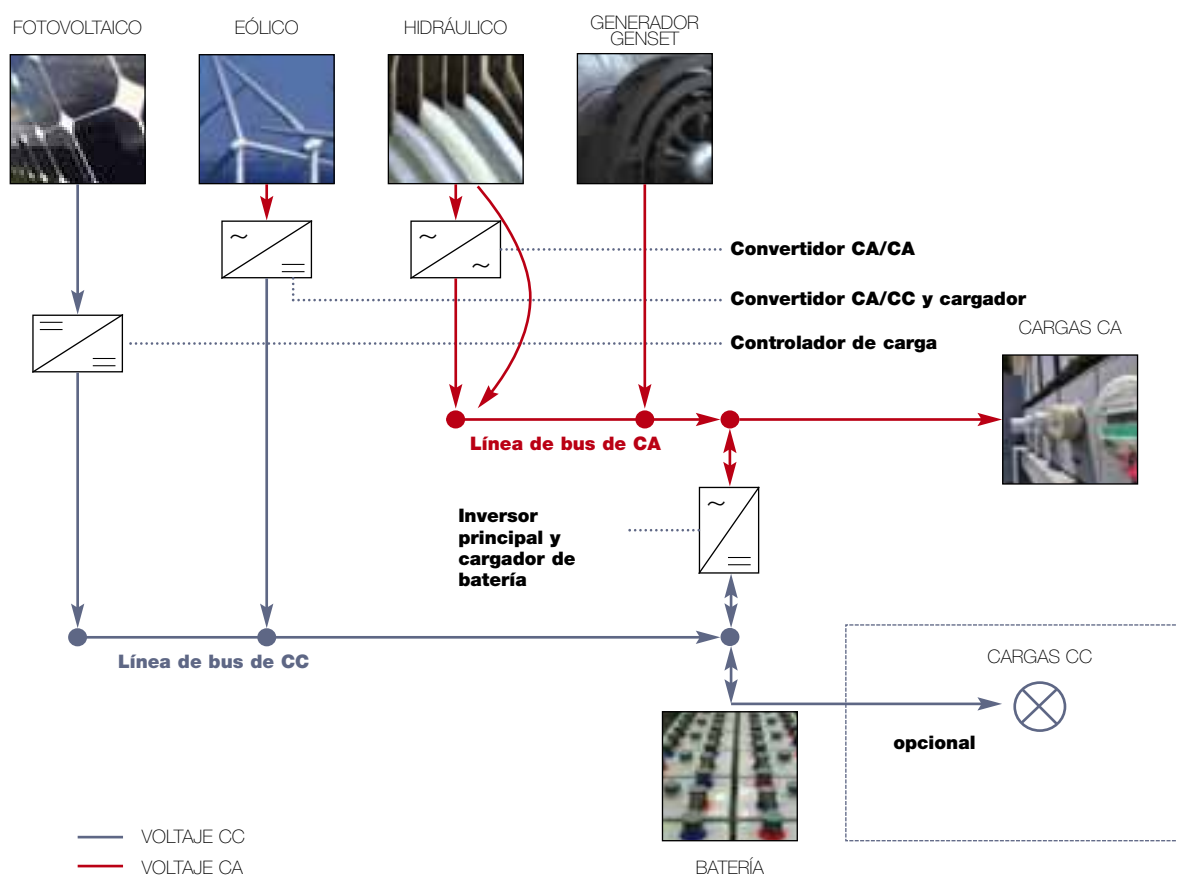 FOTOVOLTAICO
EÓLICO
HIDRÁULICO
GENERADOR
GENSET
Convertidor CA/CA
Convertidor CA/CC y cargador
Controlador de carga
CARGAS CA
Línea de bus de CA
Inversor
principal y
cargador de
batería
Línea de bus de CC
CARGAS CC
opcional
VOLTAJE CC
VOLTAJE CA
BATERÍA